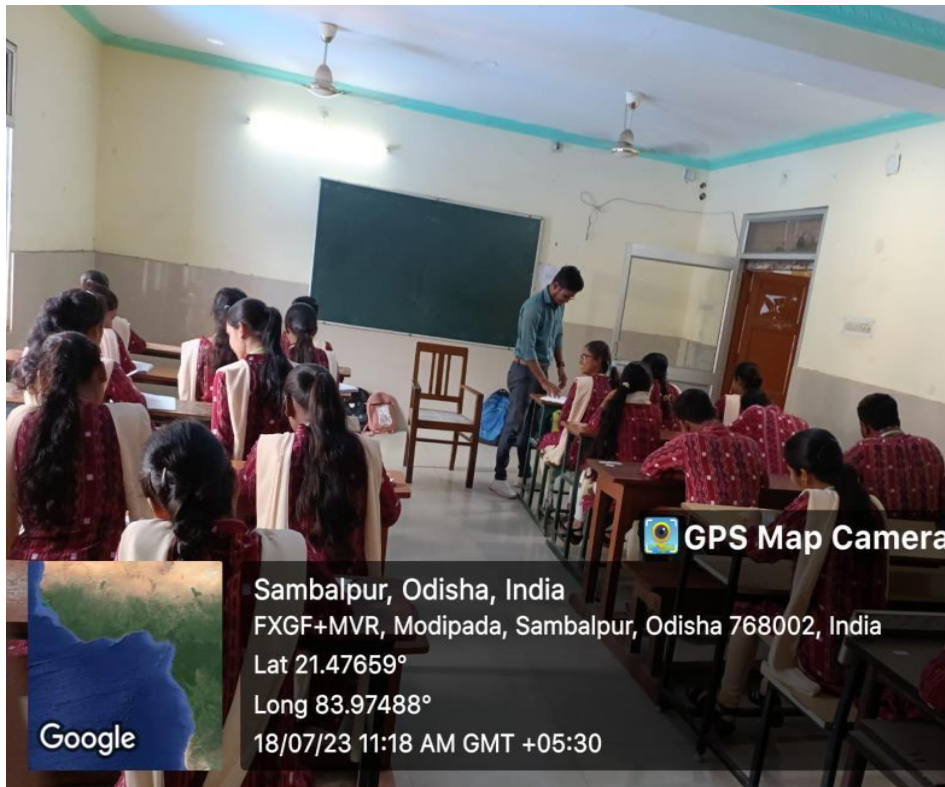 GPS Map Camera
Sambalpur, Odisha, India
FXGF+MVR, Modipada, Sambalpur, Odisha 768002, India
Lat 21.47659°
Long 83.97488°
18/07/23 11:18 AM GMT +05:30
Google